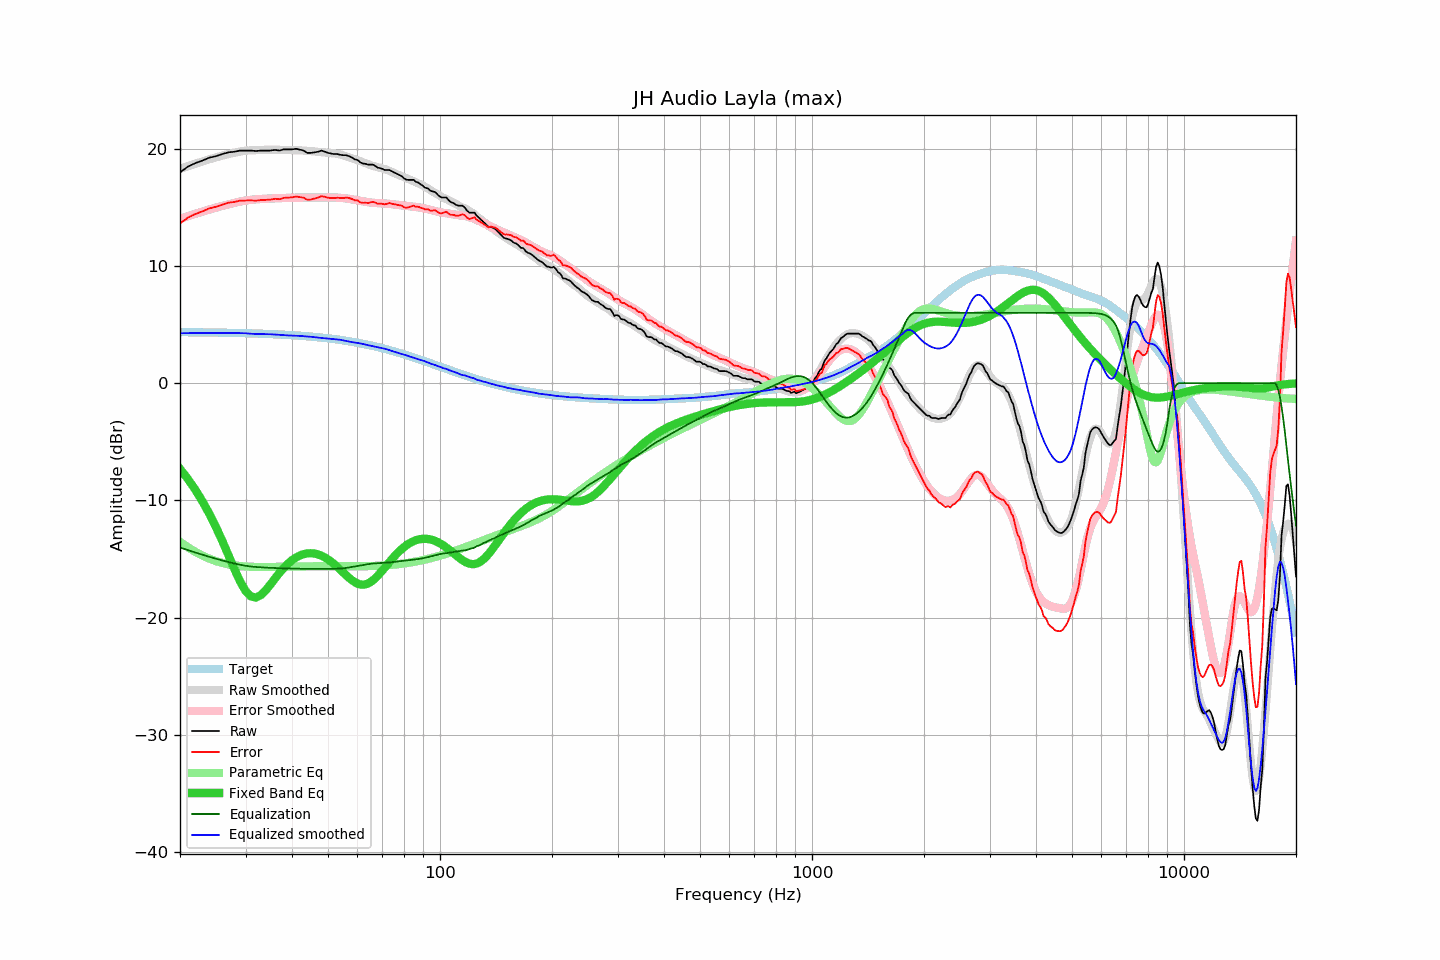 JH Audio Layla (max)
20
10
0
−10
−20
−30
−40
Amplitude (dBr)
Target
Raw Smoothed
Error Smoothed
Raw
Error
Parametric Eq
Fixed Band Eq
Equalization
Equalized smoothed
100
1000
10000
Frequency (Hz)